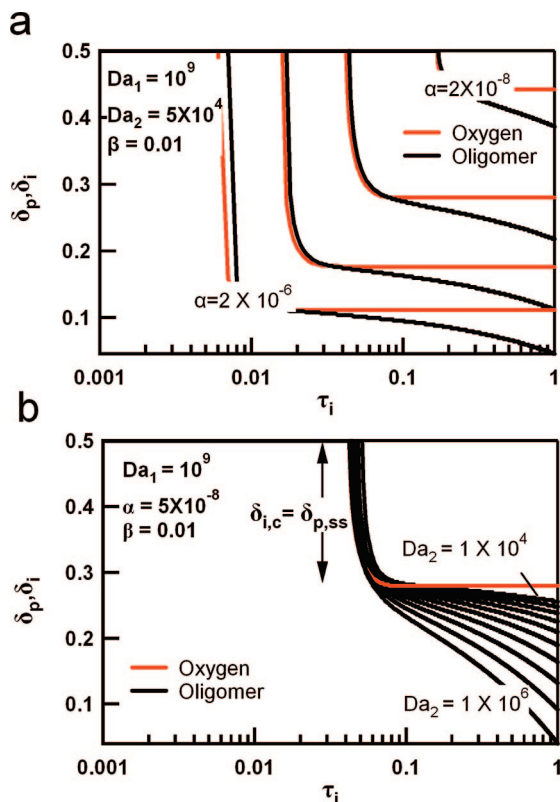 a
0.5
0.4
0.3
0.2
0.1
δp,δi
Da1 = 10^9
Da2 = 5X10^4
β = 0.01
α=2X10^-8
Oxygen
Oligomer
α=2 X 10^-6
0.001
0.01
0.1
1
τi
b
0.5
0.4
0.3
0.2
0.1
δp,δi
Da1 = 10^9
α = 5X10^-8
β = 0.01
δi,c= δp,ss
Da2 = 1 X 10^4
Oxygen
Oligomer
Da2 = 1 X 10^6
0.001
0.01
0.1
1
τi